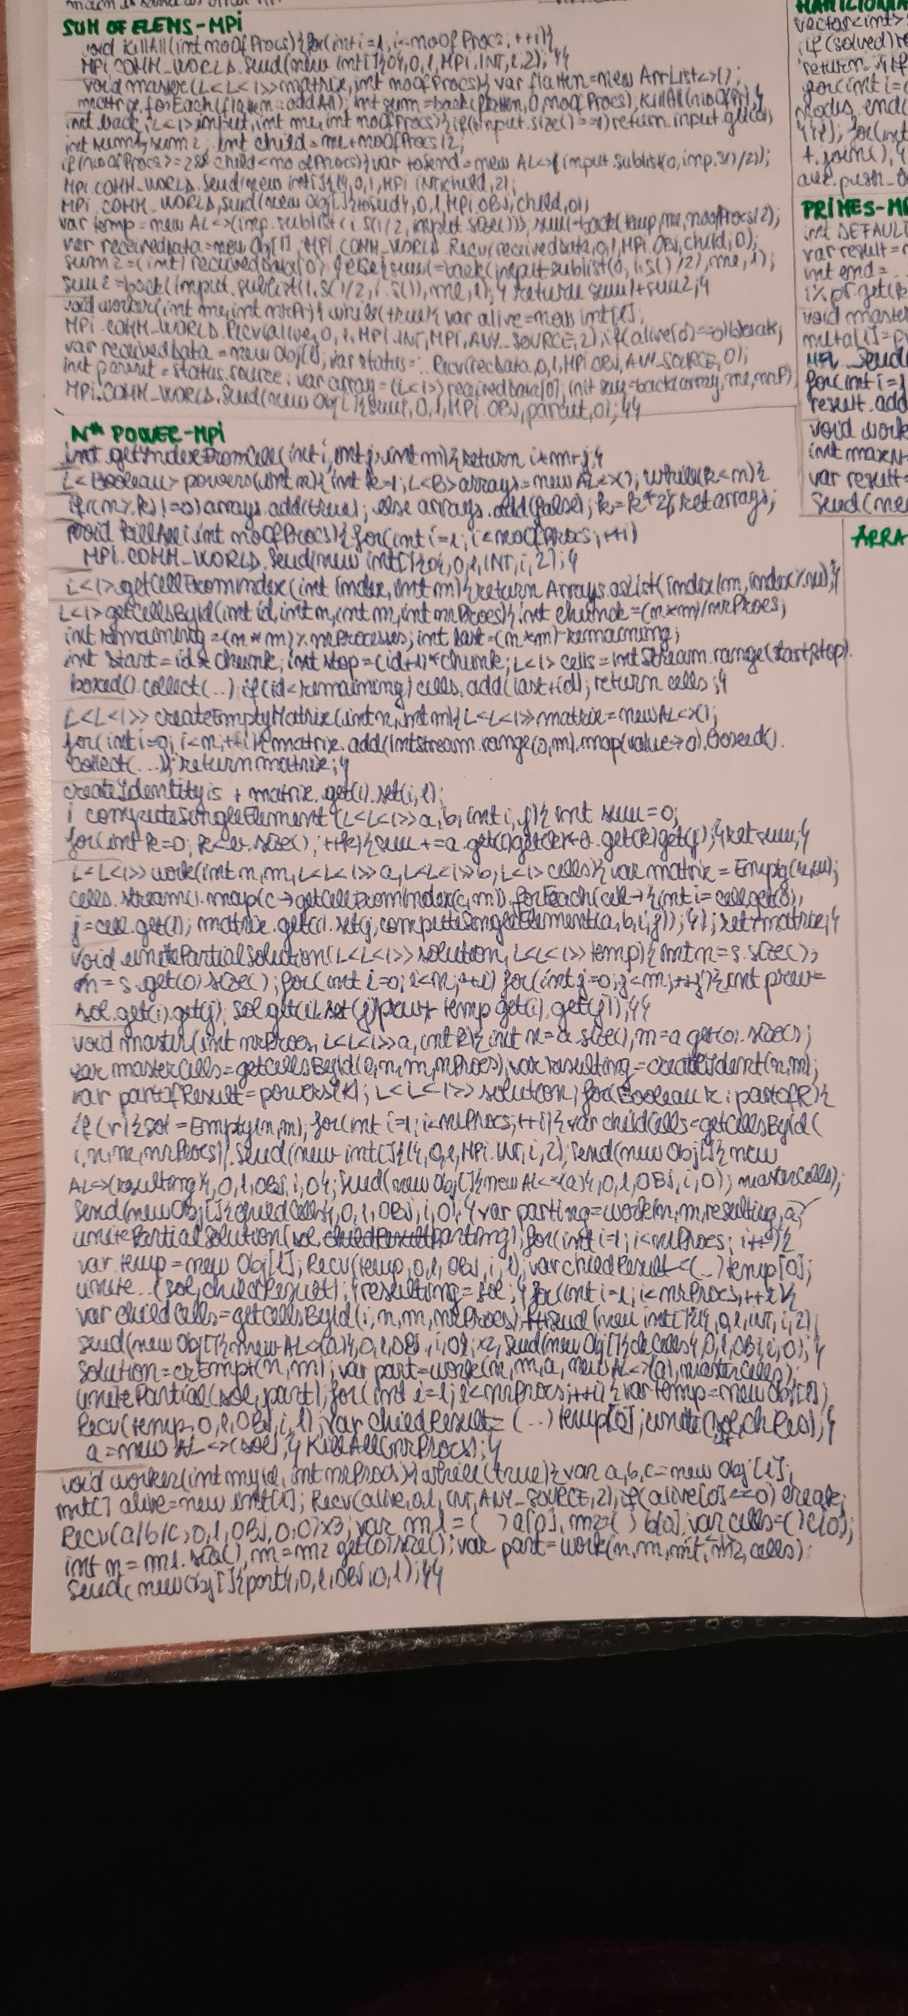 SUM OF ELEMS-MPi
void KillAll(int noOfProcs){for(int i=1,i<noOfProcs,++i){
MPI.COMM_WORLD.Send(new int[]{0},0,1,MPI.INT,i,2);}}
void master(L<L<I>>matrix,int noOfProcs){var flatten=new ArrList<>();
matrix.forEach(flatten::addAll); int sum=back(flatten,0,noOfProcs),KillAll(noOfPr);}
int back(L<I>input,int me,int noOfProcs){if(input.size()==1)return input.get(0)
int sum1,sum2, int child=me+noOfProcs/2;
if(noOfProcs>=2&&child<noOfProcs){var toSend=new AL<>(input.sublist(0,inp.s()/2));
MPI.COMM_WORLD.Send(new int[]{1},0,1,MPI INT,child,2);
MPI.COMM_WORLD.Send(new Obj[]{toSend},0,1,MPI OBJ,child,0);
var temp=new AL<>(inp.sublist(i.s()/2,input.size())),sum1=back(temp,me,noOfProcs/2);
var receivedData=new Obj[1], MPI.COMM_WORLD.Recv(receivedData,0,1,MPI OBJ,child,0);
sum2=(int)receivedData[0];}else{sum1=back(input.sublist(0,i.s()/2),me,1);
sum2=back(input.sublist(i.s()/2,i.s()),me,1);}return sum1+sum2;}
void worker(int me,int nrPr){while(true){var alive=new int[1],
MPI.COMM_WORLD.Recv(alive,0,1,MPI.INT,MPI.ANY_SOURCE,2),if(alive[0]==0)break;
var receivedData=new Obj[1],var status=..Recv(recData,0,1,MPI OBJ,ANY_SOURCE,0);
int parent=status.source;var array=(L<I>)receivedData[0],int sum=back(array,me,nrP)
MPI.COMM_WORLD.Send(new Obj[]{sum},0,1,MPI OBJ,parent,0);}}
Nth POWER-MPi
int getIndexFromCell(int i,int j,int m){return i*m+j;}
L<Boolean> powers(int n){int k=1;L<B>arrays=new AL<>(); while(k<n){
if((n&k)!=0)arrays.add(true); else arrays.add(false);k=k*2}ret arrays;
void killAll(int noOfProcs){for(int i=1,i<noOfProcs,++i)
MPI.COMM_WORLD.Send(new int[]{0},0,1,INT,i,2);}
L<I>getCellFromIndex(int index,int m){return Arrays.asList(index/m,index%m);}
L<I>getCellsById(int id,int n,int m,int nrProcs){int chunk=(n*m)/nrProcs;
int remaining=(n*m)%nrProcesses;int last=(n*m)-remaining;
int start=id*chunk;int stop=(id+1)*chunk;L<I>cells=intStream.range(start,stop).
boxed().collect(...);if(id<remaining)cells.add(last+id);return cells;}
L<L<I>>createEmptyMatrix(int n,int m){L<L<I>>matrix=newAL<>();
for(int i=0;i<n,++i){matrix.add(Intstream.range(0,m).map(value→0).boxed().
collect(...));return matrix;}
createIdentity is + matrix.get(i).set(i,1);
i computeSingleElement(L<L<I>>a,b,int i,j){int sum=0;
for(int k=0,k<a.size(),++k){sum+=a.get(i)get(k)*b.get(k)get(j);}ret sum;}
L<L<I>>work(int n,m,L<L<I>>a,L<L<I>>b,L<I>cells){var matrix=Empty(n,m);
cells.stream().map(c→getCellFromIndex(c,m)).forEach(cell→{int i=cell.get(0),
j=cell.get(1);matrix.get(i).set(j,computeSingleElement(a,b,i,j));});ret matrix;}
void unitePartialSolution(L<L<I>>solution,L<L<I>>temp){int n=s.size();
m=s.get(0).size();for(int i=0;i<n;++i)for(int j=0;j<m;++j){int prev=
sol.get(i).get(j);sol.get(i).set(j,prev+temp.get(i).get(j));}}
void master(int nrProcs,L<L<I>>a,int k){int n=a.size(),m=a.get(0).size();
var masterCells=getCellsById(0,n,m,nrProcs);var resulting=createIdent(n,m);
var partOfResult=powers(k);L<L<I>>solution;for(Boolean r:partofR){
if(r){sol=Empty(n,m);for(int i=1;i<nrProcs,++i){var childCells=getCellsById(
i,n,m,nrProcs).Send(new int[]{1},0,1,MPI.INT,i,2);Send(new Obj[]{new
AL<>(resulting},0,1,OBJ,i,0);Send(new Obj[]{new AL<>(a)},0,1,OBJ,i,0);masterCells);
Send(new Obj[]{childCells},0,1,OBJ,i,0);}var parting=work(n,m,resulting,a,
unitePartialSolution(sol,parting);for(int i=1;i<nrProcs;i++){
var temp=new Obj[1];Recv(temp,0,1,OBJ,i,1);var childResult=(...)temp[0];
unite..(sol,childResult);}resulting=sol;}for(int i=1,i<nrProcs,++i){
var childCells=getCellsById(i,n,m,nrProcs);Send(new int[]{1},0,1,INT,i,2);
send(new Obj[]{new AL<>(a)},0,1,OBJ,i,0)x2,Send(new Obj[]{chCells},0,1,OBJ,i,0);}
solution=crEmpt(n,m);var part=work(n,m,a,new AL<>(a),masterCells);
unitePartial(sol,part);for(int i=1;i<nrProcs;i++){var temp=new Obj[1]
Recv(temp,0,1,OBJ,i,1);var childResult=(...)temp[0];unite(sol,chRes);}
a=new AL<>(sol);}KillAll(nrProcs);}
void worker(int myid,int nrProcs){while(true){var a,b,c=new Obj[1];
int[]alive=new int[1];Recv(alive,0,1,INT,ANY_SOURCE,2);if(alive[0]==0)break;
Recv(a/b/c,0,1,OBJ,0,0)x3;var m1=( )a[0],m2=( )b[0],var cells=( )c[0];
int n=m1.size(),m=m2.get(0)size();var part=work(n,m,m1,m2,cells);
Send(new Obj[]{part},0,1,OBJ,0,1);}}
vector<int>
if(solved)re
return
for(int i=0
nodes
PRIMES-M
int DEFAULT
var result=
int end=
i%pr.get(k
void master
send
for(int i=1
result.add
void work
int maxN
var result=
Send(ne
ARRA